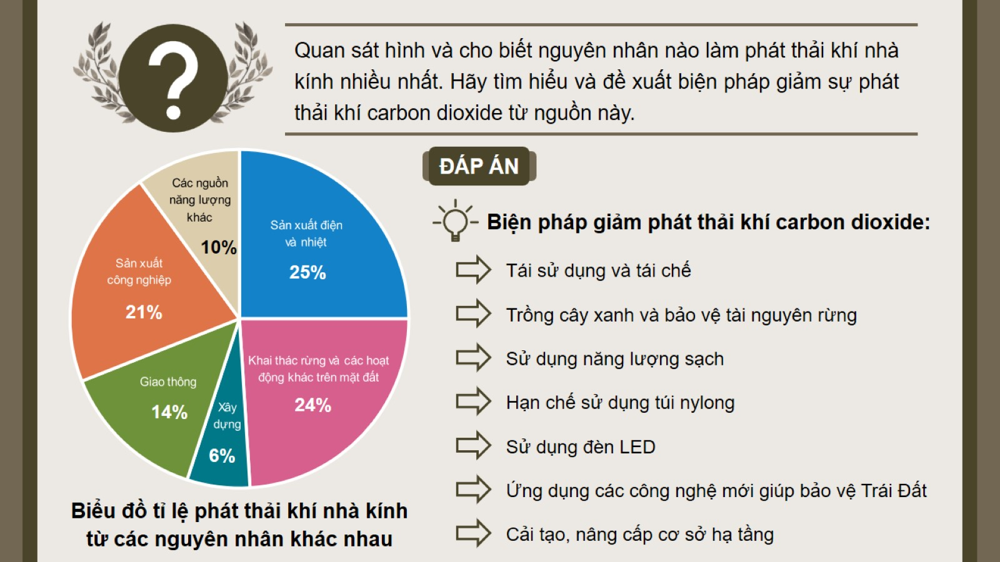 ?
Quan sát hình và cho biết nguyên nhân nào làm phát thải khí nhà
kính nhiều nhất. Hãy tìm hiểu và đề xuất biện pháp giảm sự phát
thải khí carbon dioxide từ nguồn này.
Các nguồn
năng lượng
khác
10%
Sản xuất điện
và nhiệt
25%
Sản xuất
công nghiệp
21%
Khai thác rừng và các hoạt
động khác trên mặt đất
24%
Giao thông
14%
Xây
dựng
6%
Biểu đồ tỉ lệ phát thải khí nhà kính
từ các nguyên nhân khác nhau
ĐÁP ÁN
Biện pháp giảm phát thải khí carbon dioxide:
Tái sử dụng và tái chế
Trồng cây xanh và bảo vệ tài nguyên rừng
Sử dụng năng lượng sạch
Hạn chế sử dụng túi nylong
Sử dụng đèn LED
Ứng dụng các công nghệ mới giúp bảo vệ Trái Đất
Cải tạo, nâng cấp cơ sở hạ tầng